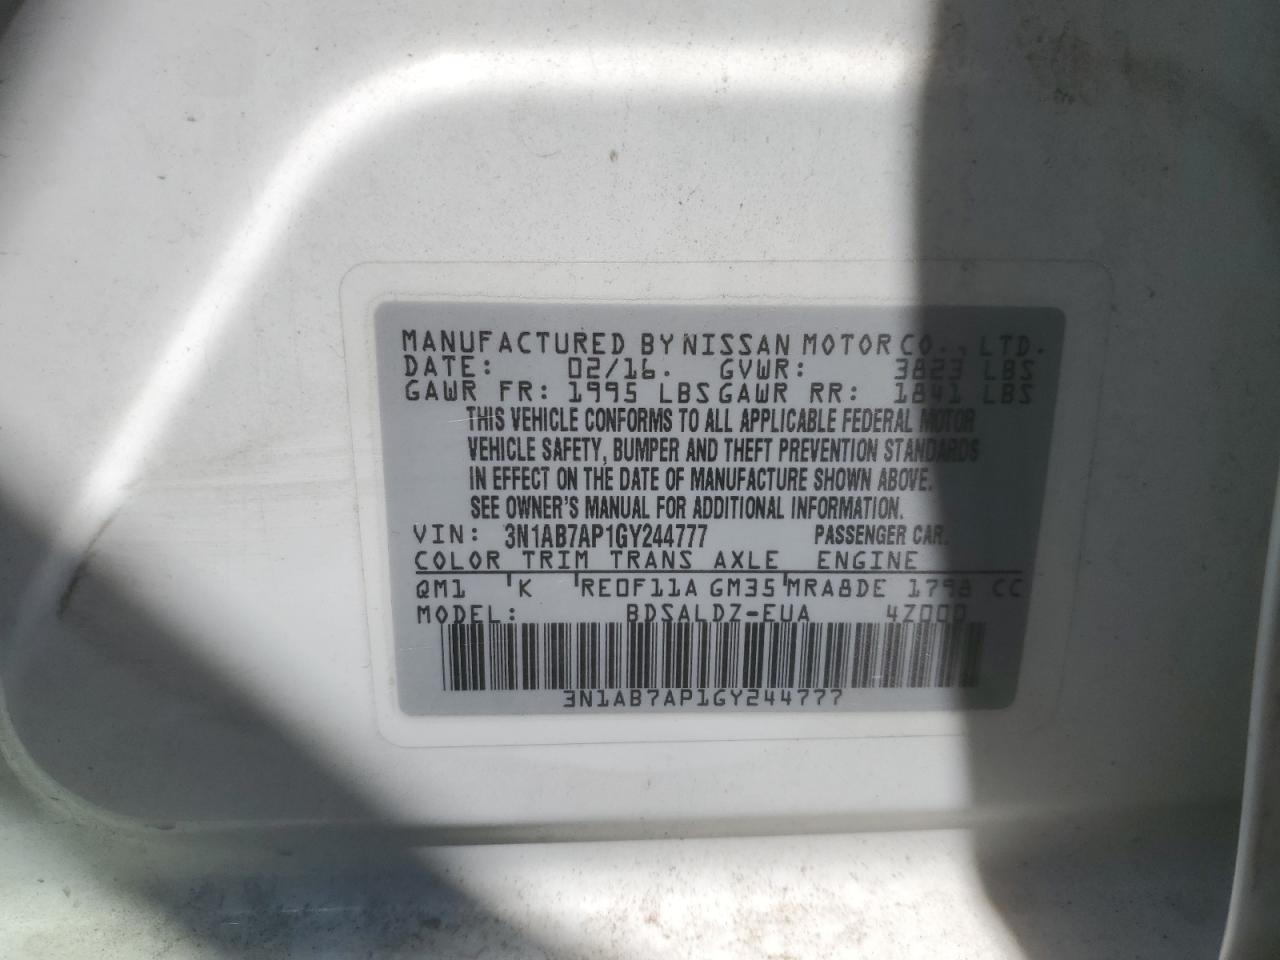 MANUFACTURED BY NISSAN MOTOR CO., LTD.
DATE: 02/16. GVWR: 3823 LBS
GAWR FR: 1995 LBS GAWR RR: 1841 LBS
THIS VEHICLE CONFORMS TO ALL APPLICABLE FEDERAL MOTOR
VEHICLE SAFETY, BUMPER AND THEFT PREVENTION STANDARDS
IN EFFECT ON THE DATE OF MANUFACTURE SHOWN ABOVE.
SEE OWNER'S MANUAL FOR ADDITIONAL INFORMATION.
VIN: 3N1AB7AP1GY244777 PASSENGER CAR.
COLOR TRIM TRANS AXLE ENGINE
QM1 'K 'RE0F11A GM35'MRA8DE 1798 CC
MODEL: BDSALDZ-EUA 4Z000
3N1AB7AP1GY244777